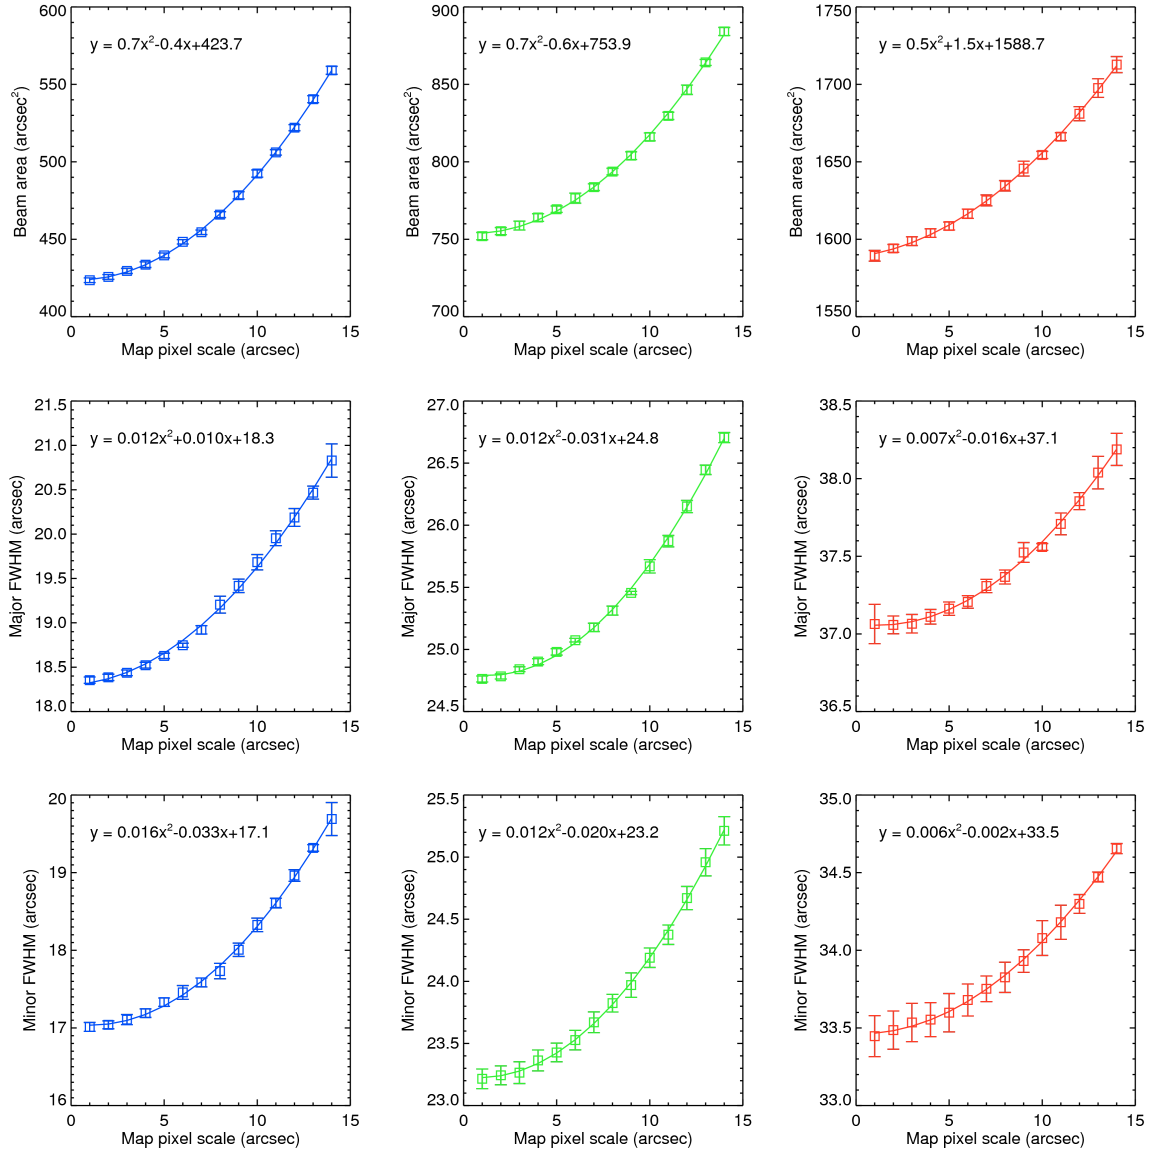 y = 0.7x²-0.4x+423.7
600
550
500
450
400
Beam area (arcsec²)
0 5 10 15
Map pixel scale (arcsec)
y = 0.7x²-0.6x+753.9
900
850
800
750
700
Beam area (arcsec²)
0 5 10 15
Map pixel scale (arcsec)
y = 0.5x²+1.5x+1588.7
1750
1700
1650
1600
1550
Beam area (arcsec²)
0 5 10 15
Map pixel scale (arcsec)
y = 0.012x²+0.010x+18.3
21.5
21.0
20.5
20.0
19.5
19.0
18.5
18.0
Major FWHM (arcsec)
0 5 10 15
Map pixel scale (arcsec)
y = 0.012x²-0.031x+24.8
27.0
26.5
26.0
25.5
25.0
24.5
Major FWHM (arcsec)
0 5 10 15
Map pixel scale (arcsec)
y = 0.007x²-0.016x+37.1
38.5
38.0
37.5
37.0
36.5
Major FWHM (arcsec)
0 5 10 15
Map pixel scale (arcsec)
y = 0.016x²-0.033x+17.1
20
19
18
17
16
Minor FWHM (arcsec)
0 5 10 15
Map pixel scale (arcsec)
y = 0.012x²-0.020x+23.2
25.5
25.0
24.5
24.0
23.5
23.0
Minor FWHM (arcsec)
0 5 10 15
Map pixel scale (arcsec)
y = 0.006x²-0.002x+33.5
35.0
34.5
34.0
33.5
33.0
Minor FWHM (arcsec)
0 5 10 15
Map pixel scale (arcsec)